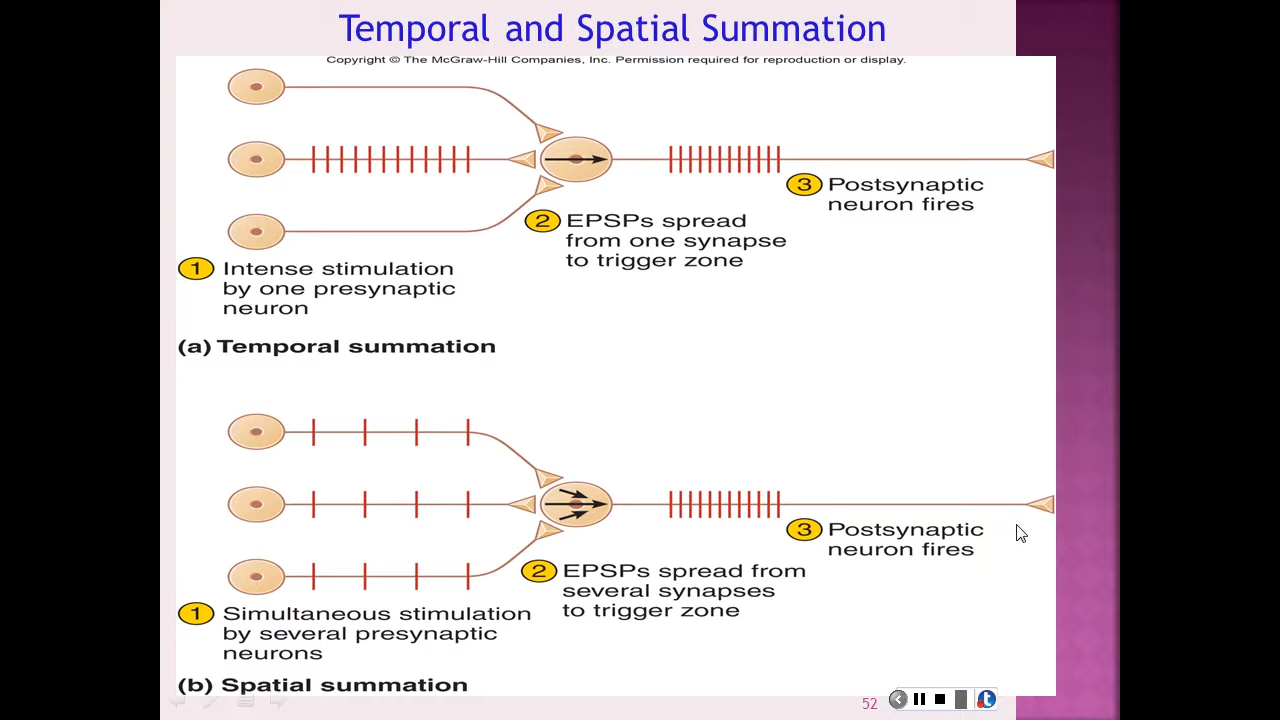 Temporal and Spatial Summation
Copyright © The McGraw-Hill Companies, Inc. Permission required for reproduction or display.
3 Postsynaptic
neuron fires
2 EPSPs spread
from one synapse
to trigger zone
1 Intense stimulation
by one presynaptic
neuron
(a) Temporal summation
3 Postsynaptic
neuron fires
2 EPSPs spread from
several synapses
to trigger zone
1 Simultaneous stimulation
by several presynaptic
neurons
(b) Spatial summation
52
t